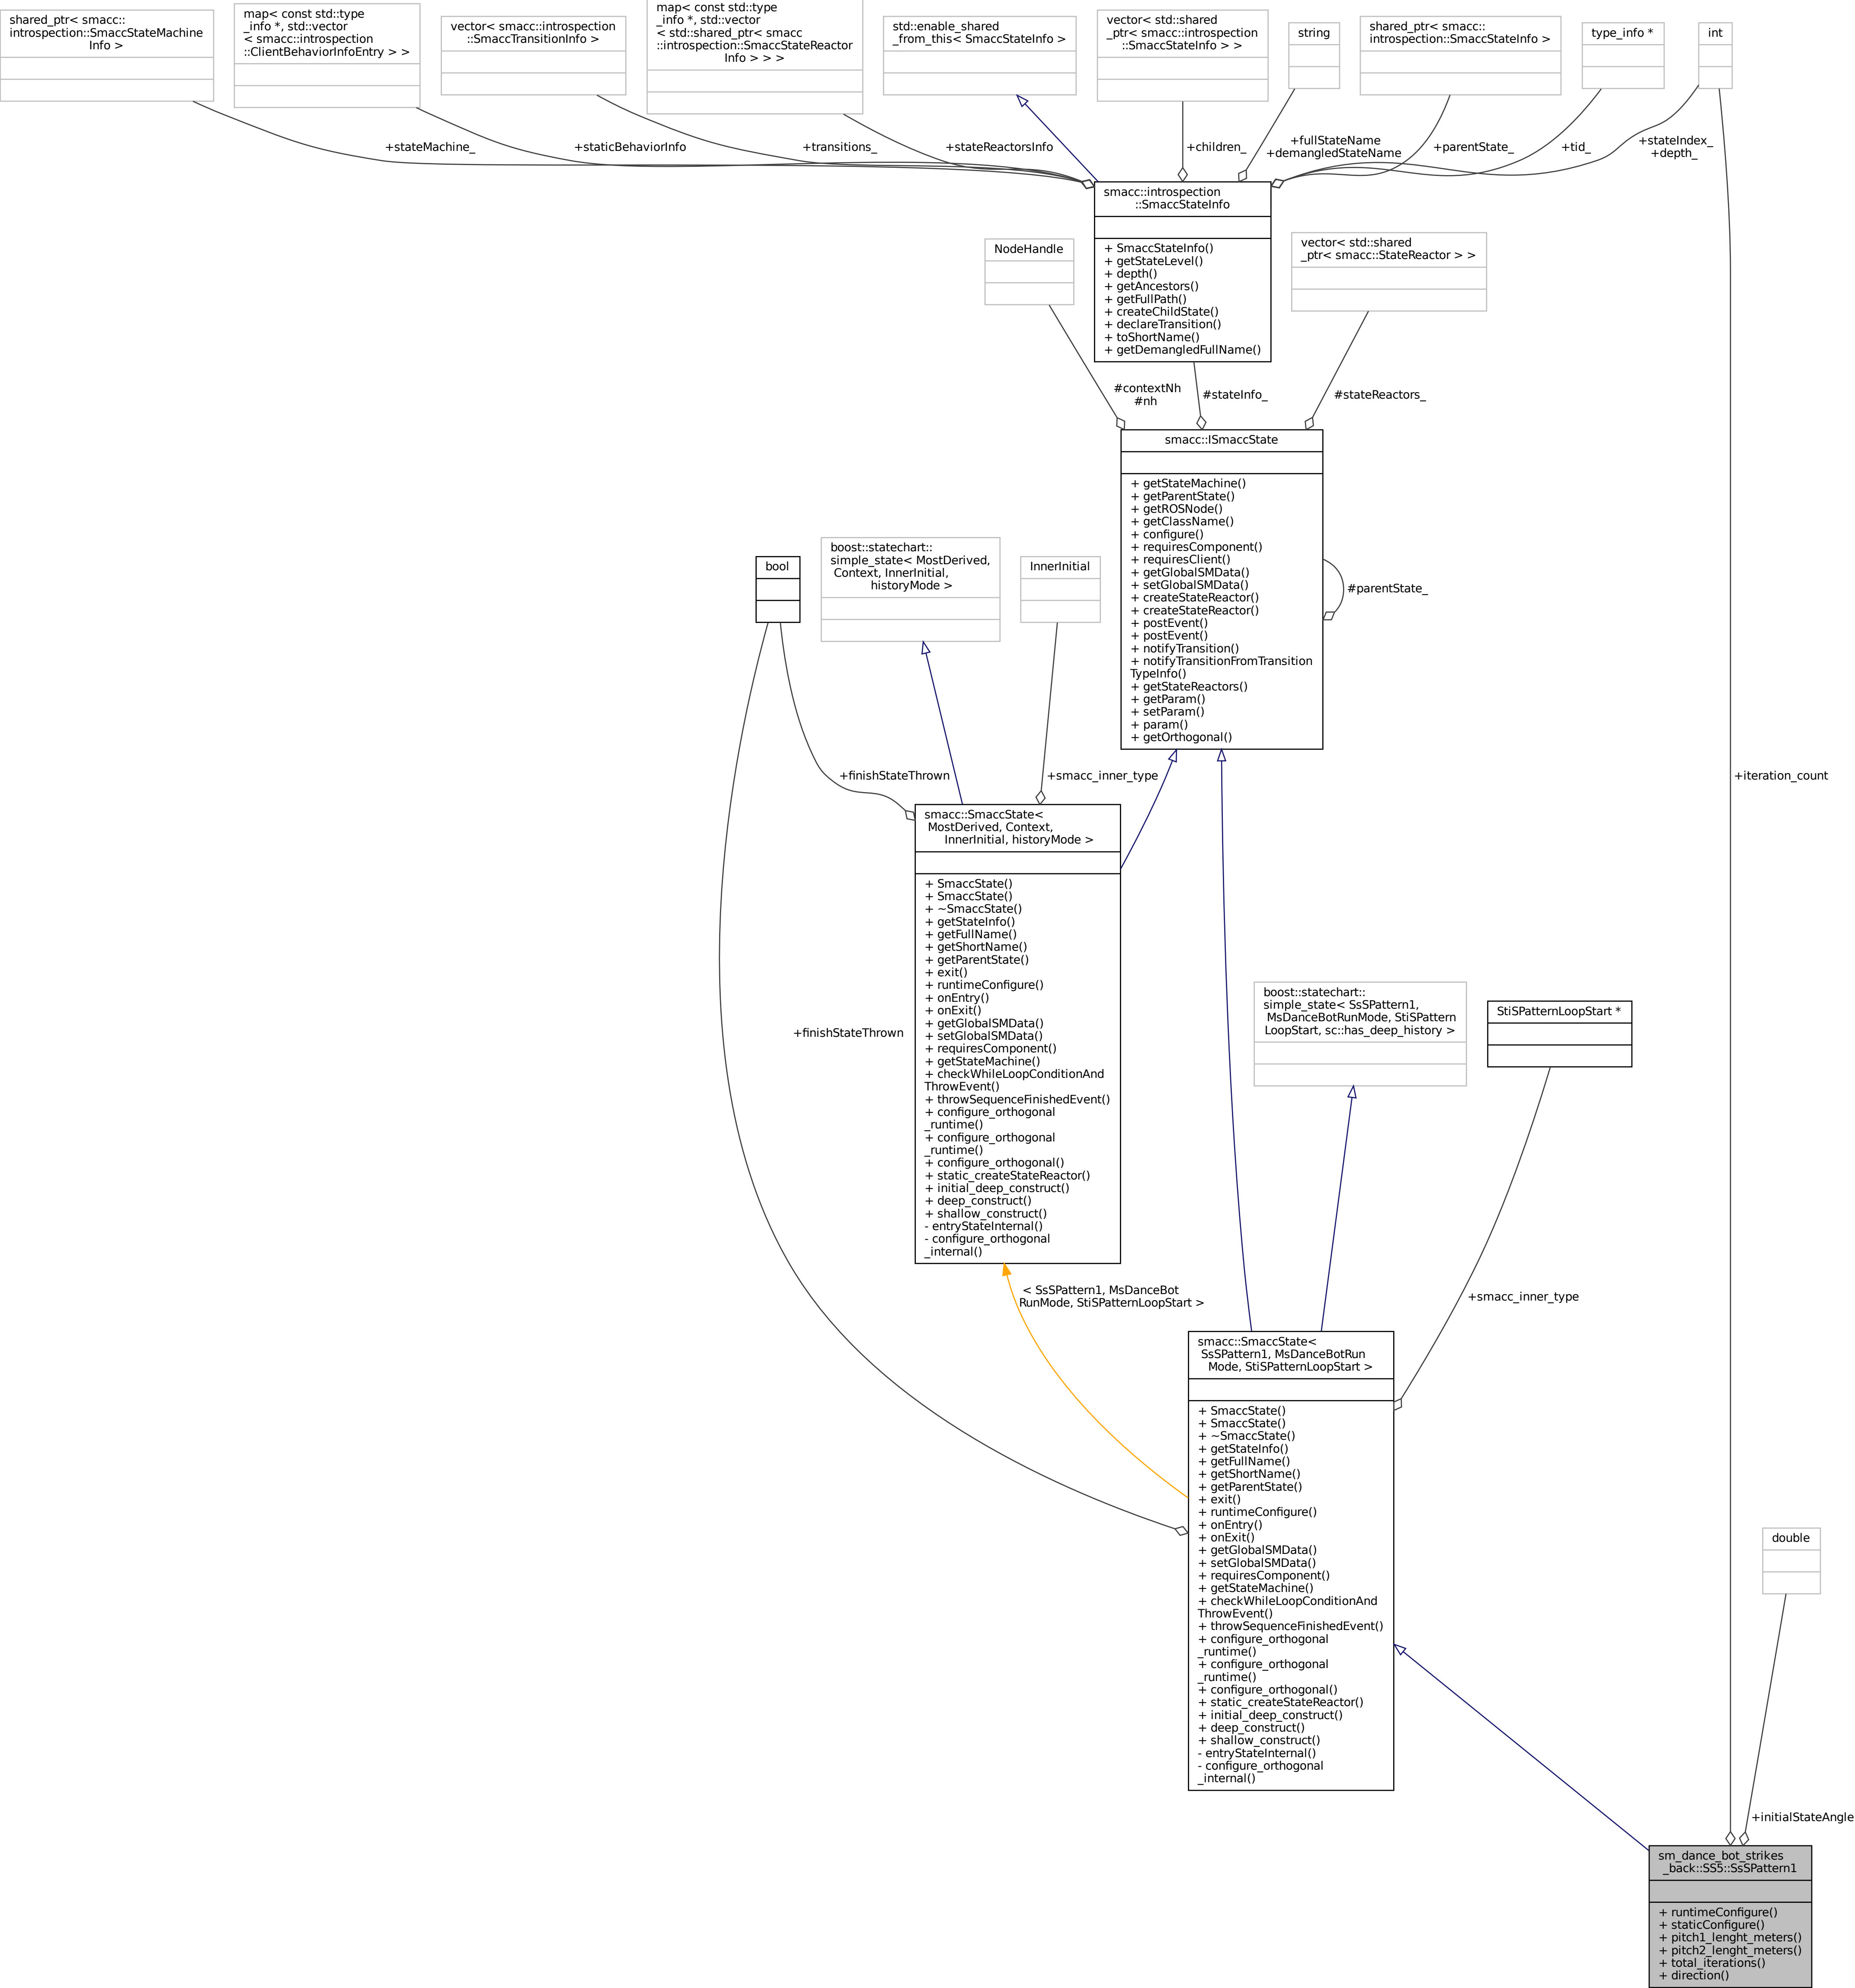 shared_ptr< smacc::
introspection::SmaccStateMachine
Info >
map< const std::type
_info *, std::vector
< smacc::introspection
::ClientBehaviorInfoEntry > >
vector< smacc::introspection
::SmaccTransitionInfo >
map< const std::type
_info *, std::vector
< std::shared_ptr< smacc
::introspection::SmaccStateReactor
Info > > >
std::enable_shared
_from_this< SmaccStateInfo >
vector< std::shared
_ptr< smacc::introspection
::SmaccStateInfo > >
string
shared_ptr< smacc::
introspection::SmaccStateInfo >
type_info *
int
+stateMachine_
+staticBehaviorInfo
+transitions_
+stateReactorsInfo
+children_
+fullStateName
+demangledStateName
+parentState_
+tid_
+stateIndex_
+depth_
smacc::introspection
::SmaccStateInfo
+ SmaccStateInfo()
+ getStateLevel()
+ depth()
+ getAncestors()
+ getFullPath()
+ createChildState()
+ declareTransition()
+ toShortName()
+ getDemangledFullName()
NodeHandle
vector< std::shared
_ptr< smacc::StateReactor > >
#contextNh
#nh
#stateInfo_
#stateReactors_
smacc::ISmaccState
+ getStateMachine()
+ getParentState()
+ getROSNode()
+ getClassName()
+ configure()
+ requiresComponent()
+ requiresClient()
+ getGlobalSMData()
+ setGlobalSMData()
+ createStateReactor()
+ createStateReactor()
+ postEvent()
+ postEvent()
+ notifyTransition()
+ notifyTransitionFromTransition
TypeInfo()
+ getStateReactors()
+ getParam()
+ setParam()
+ param()
+ getOrthogonal()
#parentState_
bool
boost::statechart::
simple_state< MostDerived,
Context, InnerInitial,
historyMode >
InnerInitial
+finishStateThrown
+smacc_inner_type
+iteration_count
smacc::SmaccState<
MostDerived, Context,
InnerInitial, historyMode >
+ SmaccState()
+ SmaccState()
+ ~SmaccState()
+ getStateInfo()
+ getFullName()
+ getShortName()
+ getParentState()
+ exit()
+ runtimeConfigure()
+ onEntry()
+ onExit()
+ getGlobalSMData()
+ setGlobalSMData()
+ requiresComponent()
+ getStateMachine()
+ checkWhileLoopConditionAnd
ThrowEvent()
+ throwSequenceFinishedEvent()
+ configure_orthogonal
_runtime()
+ configure_orthogonal
_runtime()
+ configure_orthogonal()
+ static_createStateReactor()
+ initial_deep_construct()
+ deep_construct()
+ shallow_construct()
- entryStateInternal()
- configure_orthogonal
_internal()
+finishStateThrown
boost::statechart::
simple_state< SsSPattern1,
MsDanceBotRunMode, StiSPattern
LoopStart, sc::has_deep_history >
StiSPatternLoopStart *
< SsSPattern1, MsDanceBot
RunMode, StiSPatternLoopStart >
+smacc_inner_type
smacc::SmaccState<
SsSPattern1, MsDanceBotRun
Mode, StiSPatternLoopStart >
+ SmaccState()
+ SmaccState()
+ ~SmaccState()
+ getStateInfo()
+ getFullName()
+ getShortName()
+ getParentState()
+ exit()
+ runtimeConfigure()
+ onEntry()
+ onExit()
+ getGlobalSMData()
+ setGlobalSMData()
+ requiresComponent()
+ getStateMachine()
+ checkWhileLoopConditionAnd
ThrowEvent()
+ throwSequenceFinishedEvent()
+ configure_orthogonal
_runtime()
+ configure_orthogonal
_runtime()
+ configure_orthogonal()
+ static_createStateReactor()
+ initial_deep_construct()
+ deep_construct()
+ shallow_construct()
- entryStateInternal()
- configure_orthogonal
_internal()
double
+initialStateAngle
sm_dance_bot_strikes
_back::SS5::SsSPattern1
+ runtimeConfigure()
+ staticConfigure()
+ pitch1_lenght_meters()
+ pitch2_lenght_meters()
+ total_iterations()
+ direction()